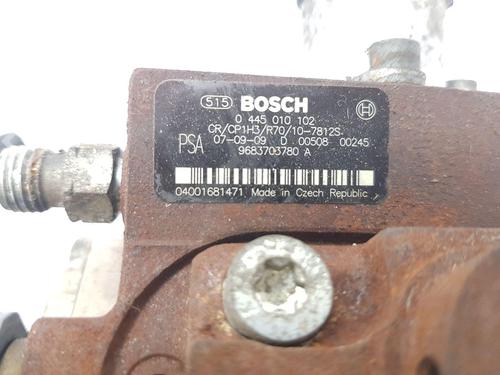 515 BOSCH
0 445 010 102
CR/CP1H3/R70/10-7812S
PSA 07-09-09 D 00508 00245
9683703780 A
04001681471 Made in Czech Republic